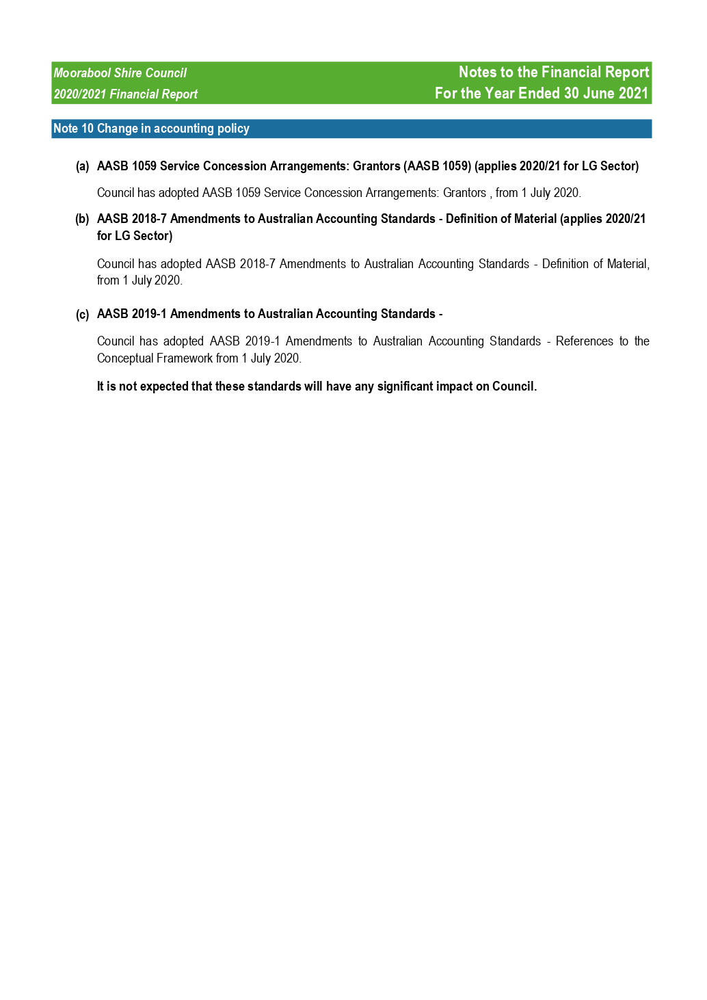 Moorabool Shire Council
Notes to the Financial Report
2020/2021 Financial Report
For the Year Ended 30 June 2021
Note 10 Change in accounting policy
(a) AASB 1059 Service Concession Arrangements: Grantors (AASB 1059) (applies 2020/21 for LG Sector)
Council has adopted AASB 1059 Service Concession Arrangements: Grantors , from 1 July 2020.
(b) AASB 2018-7 Amendments to Australian Accounting Standards - Definition of Material (applies 2020/21
for LG Sector)
Council has adopted AASB 2018-7 Amendments to Australian Accounting Standards - Definition of Material,
from 1 July 2020.
(c) AASB 2019-1 Amendments to Australian Accounting Standards -
Council has adopted AASB 2019-1 Amendments to Australian Accounting Standards - References to the
Conceptual Framework from 1 July 2020.
It is not expected that these standards will have any significant impact on Council.